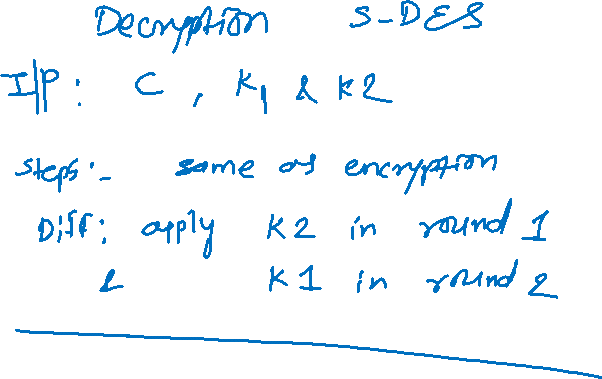 Decryption S-DES
I/P: C, K1 & K2
Steps:- same as encryption
Diff: apply K2 in round 1
& K1 in round 2